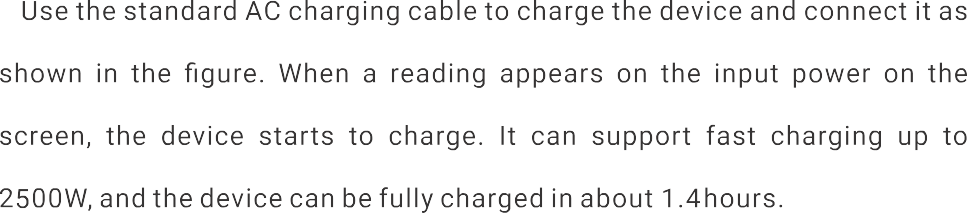 Use the standard AC charging cable to charge the device and connect it as
shown in the figure. When a reading appears on the input power on the
screen, the device starts to charge. It can support fast charging up to
2500W, and the device can be fully charged in about 1.4hours.